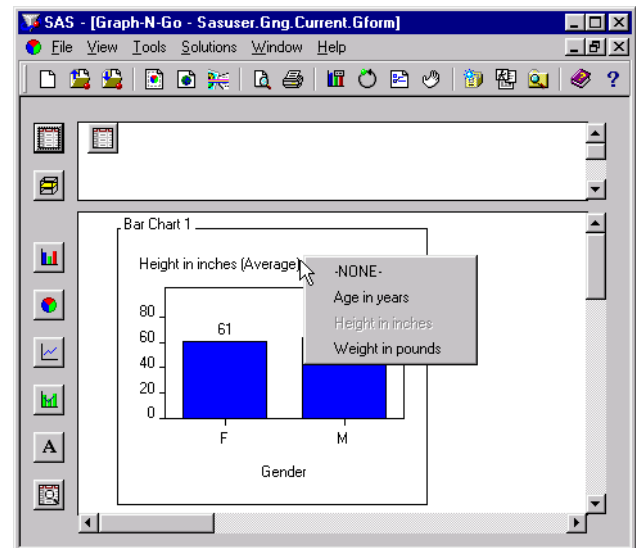 SAS - [Graph-N-Go - Sasuser.Gng.Current.Gform]
File View Tools Solutions Window Help
Bar Chart 1
Height in inches (Average)
-NONE-
Age in years
Height in inches
Weight in pounds
80
60
40
20
0
61
F M
Gender
A